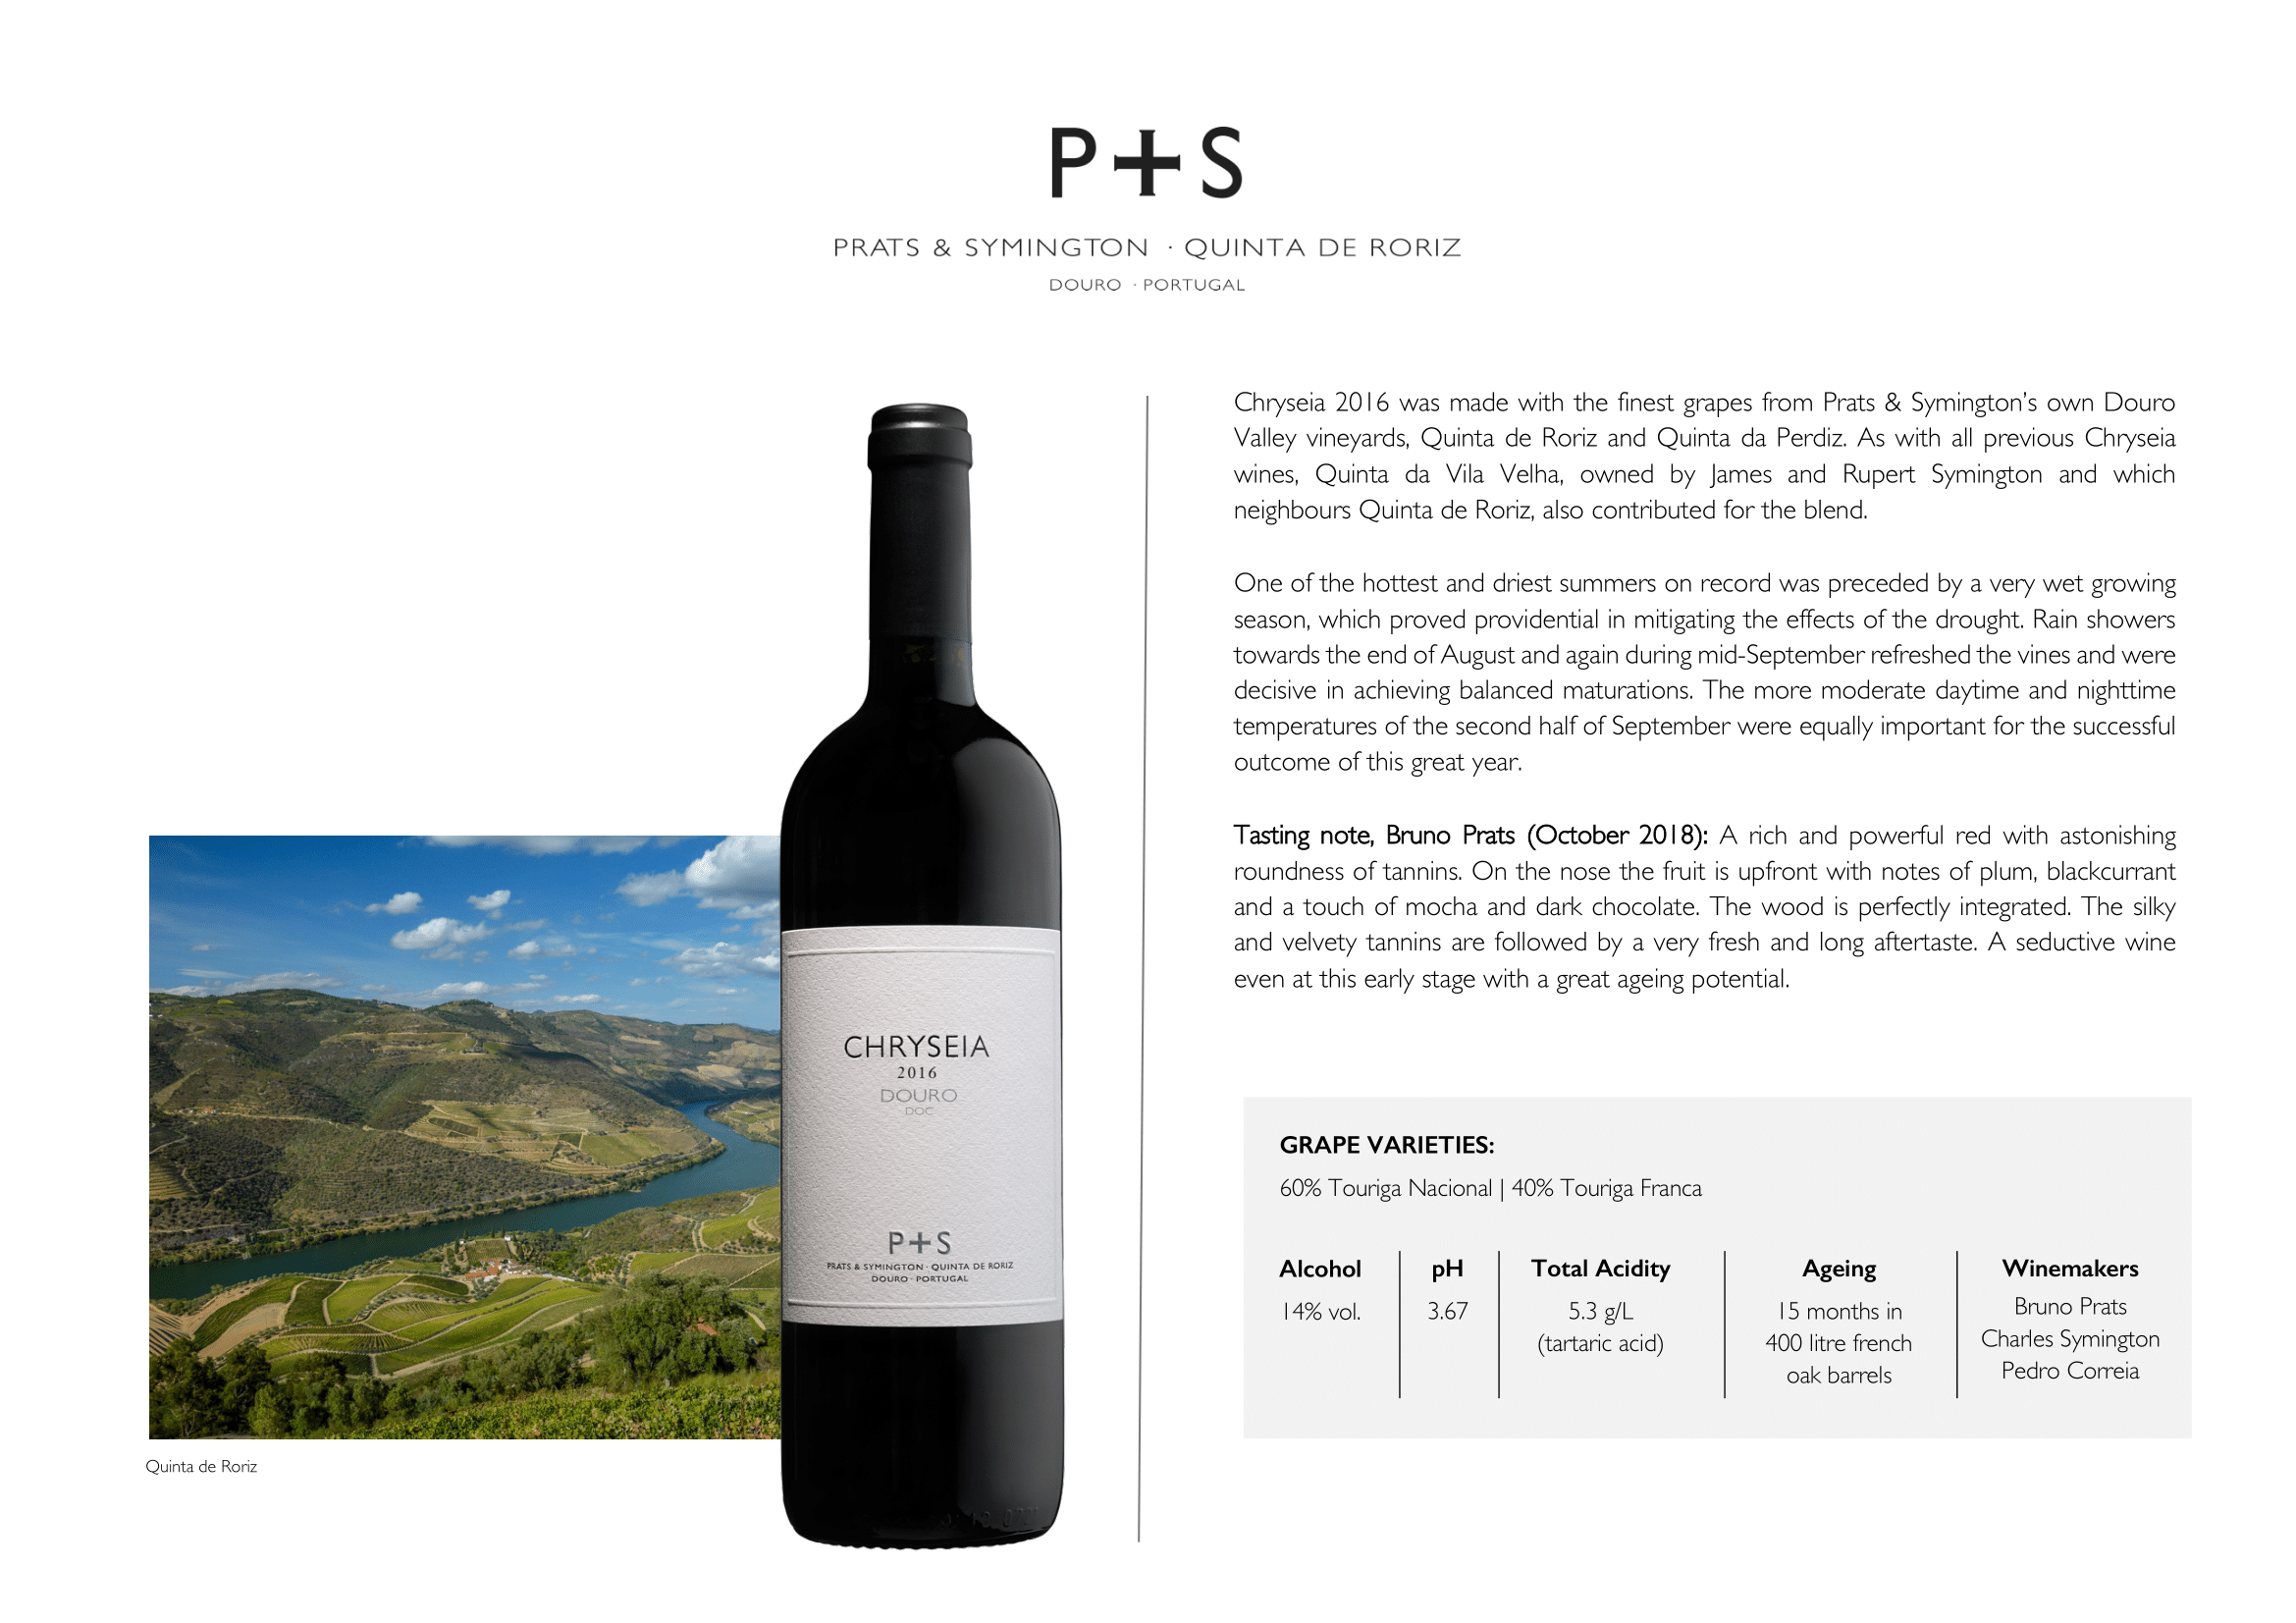 P+S
PRATS & SYMINGTON · QUINTA DE RORIZ
DOURO · PORTUGAL
Chryseia 2016 was made with the finest grapes from Prats & Symington’s own Douro
Valley vineyards, Quinta de Roriz and Quinta da Perdiz. As with all previous Chryseia
wines, Quinta da Vila Velha, owned by James and Rupert Symington and which
neighbours Quinta de Roriz, also contributed for the blend.
One of the hottest and driest summers on record was preceded by a very wet growing
season, which proved providential in mitigating the effects of the drought. Rain showers
towards the end of August and again during mid-September refreshed the vines and were
decisive in achieving balanced maturations. The more moderate daytime and nighttime
temperatures of the second half of September were equally important for the successful
outcome of this great year.
Tasting note, Bruno Prats (October 2018): A rich and powerful red with astonishing
roundness of tannins. On the nose the fruit is upfront with notes of plum, blackcurrant
and a touch of mocha and dark chocolate. The wood is perfectly integrated. The silky
and velvety tannins are followed by a very fresh and long aftertaste. A seductive wine
even at this early stage with a great ageing potential.
CHRYSEIA
2016
DOURO
DOC
P+S
PRATS & SYMINGTON · QUINTA DE RORIZ
DOURO · PORTUGAL
Quinta de Roriz
GRAPE VARIETIES:
60% Touriga Nacional | 40% Touriga Franca
Alcohol
14% vol.
pH
3.67
Total Acidity
5.3 g/L
(tartaric acid)
Ageing
15 months in
400 litre french
oak barrels
Winemakers
Bruno Prats
Charles Symington
Pedro Correia